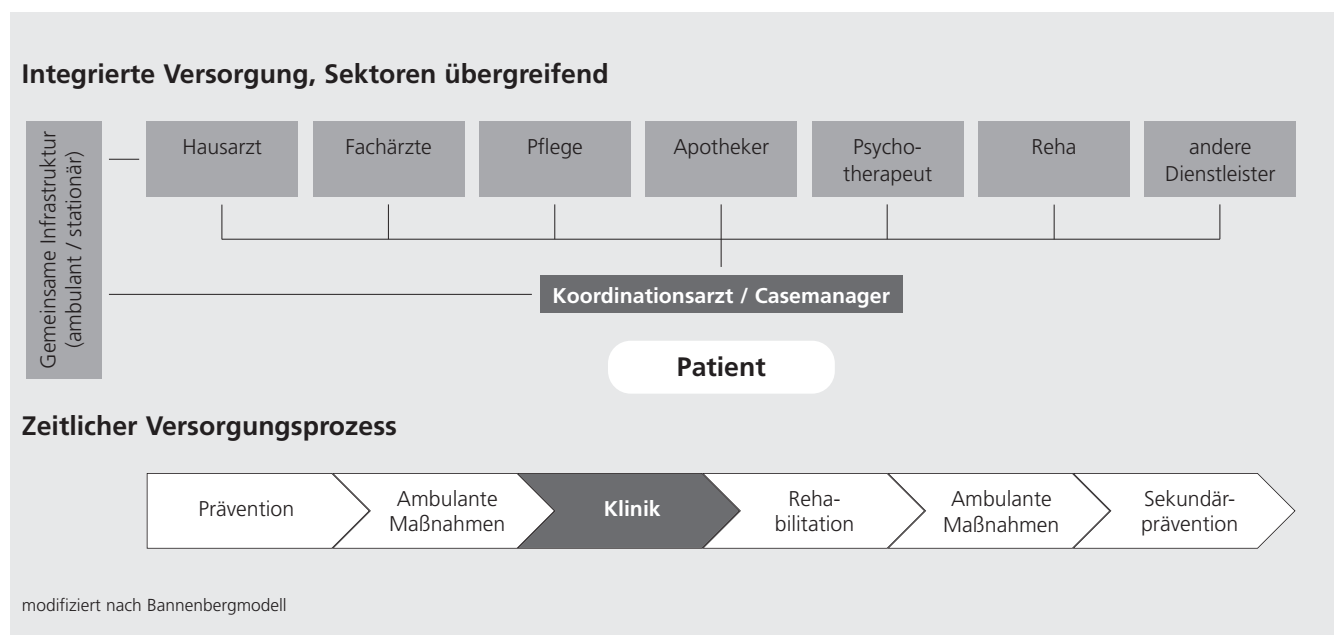 Integrierte Versorgung, Sektoren übergreifend
Gemeinsame Infrastruktur
(ambulant / stationär)
Hausarzt
Fachärzte
Pflege
Apotheker
Psycho-
therapeut
Reha
andere
Dienstleister
Koordinationsarzt / Casemanager
Patient
Zeitlicher Versorgungsprozess
Prävention
Ambulante
Maßnahmen
Klinik
Reha-
bilitation
Ambulante
Maßnahmen
Sekundär-
prävention
modifiziert nach Bannenbergmodell